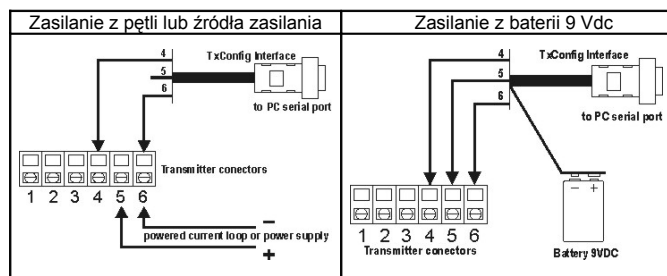 Zasilanie z pętli lub źródła zasilania
4
5
6
TxConfig Interface
to PC serial port
Transmitter conectors
1 2 3 4 5 6
−
powered current loop or power supply
+
Zasilanie z baterii 9 Vdc
4
5
6
TxConfig Interface
to PC serial port
1 2 3 4 5 6
Transmitter conectors
− +
Battery 9VDC